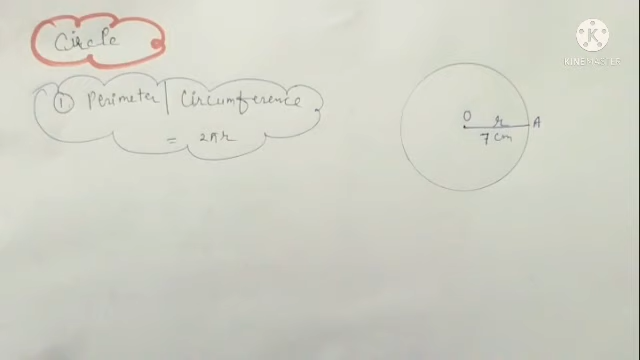 Circle
① Perimeter | Circumference
= 2πr
O r A
7 cm
K
KINEMASTER